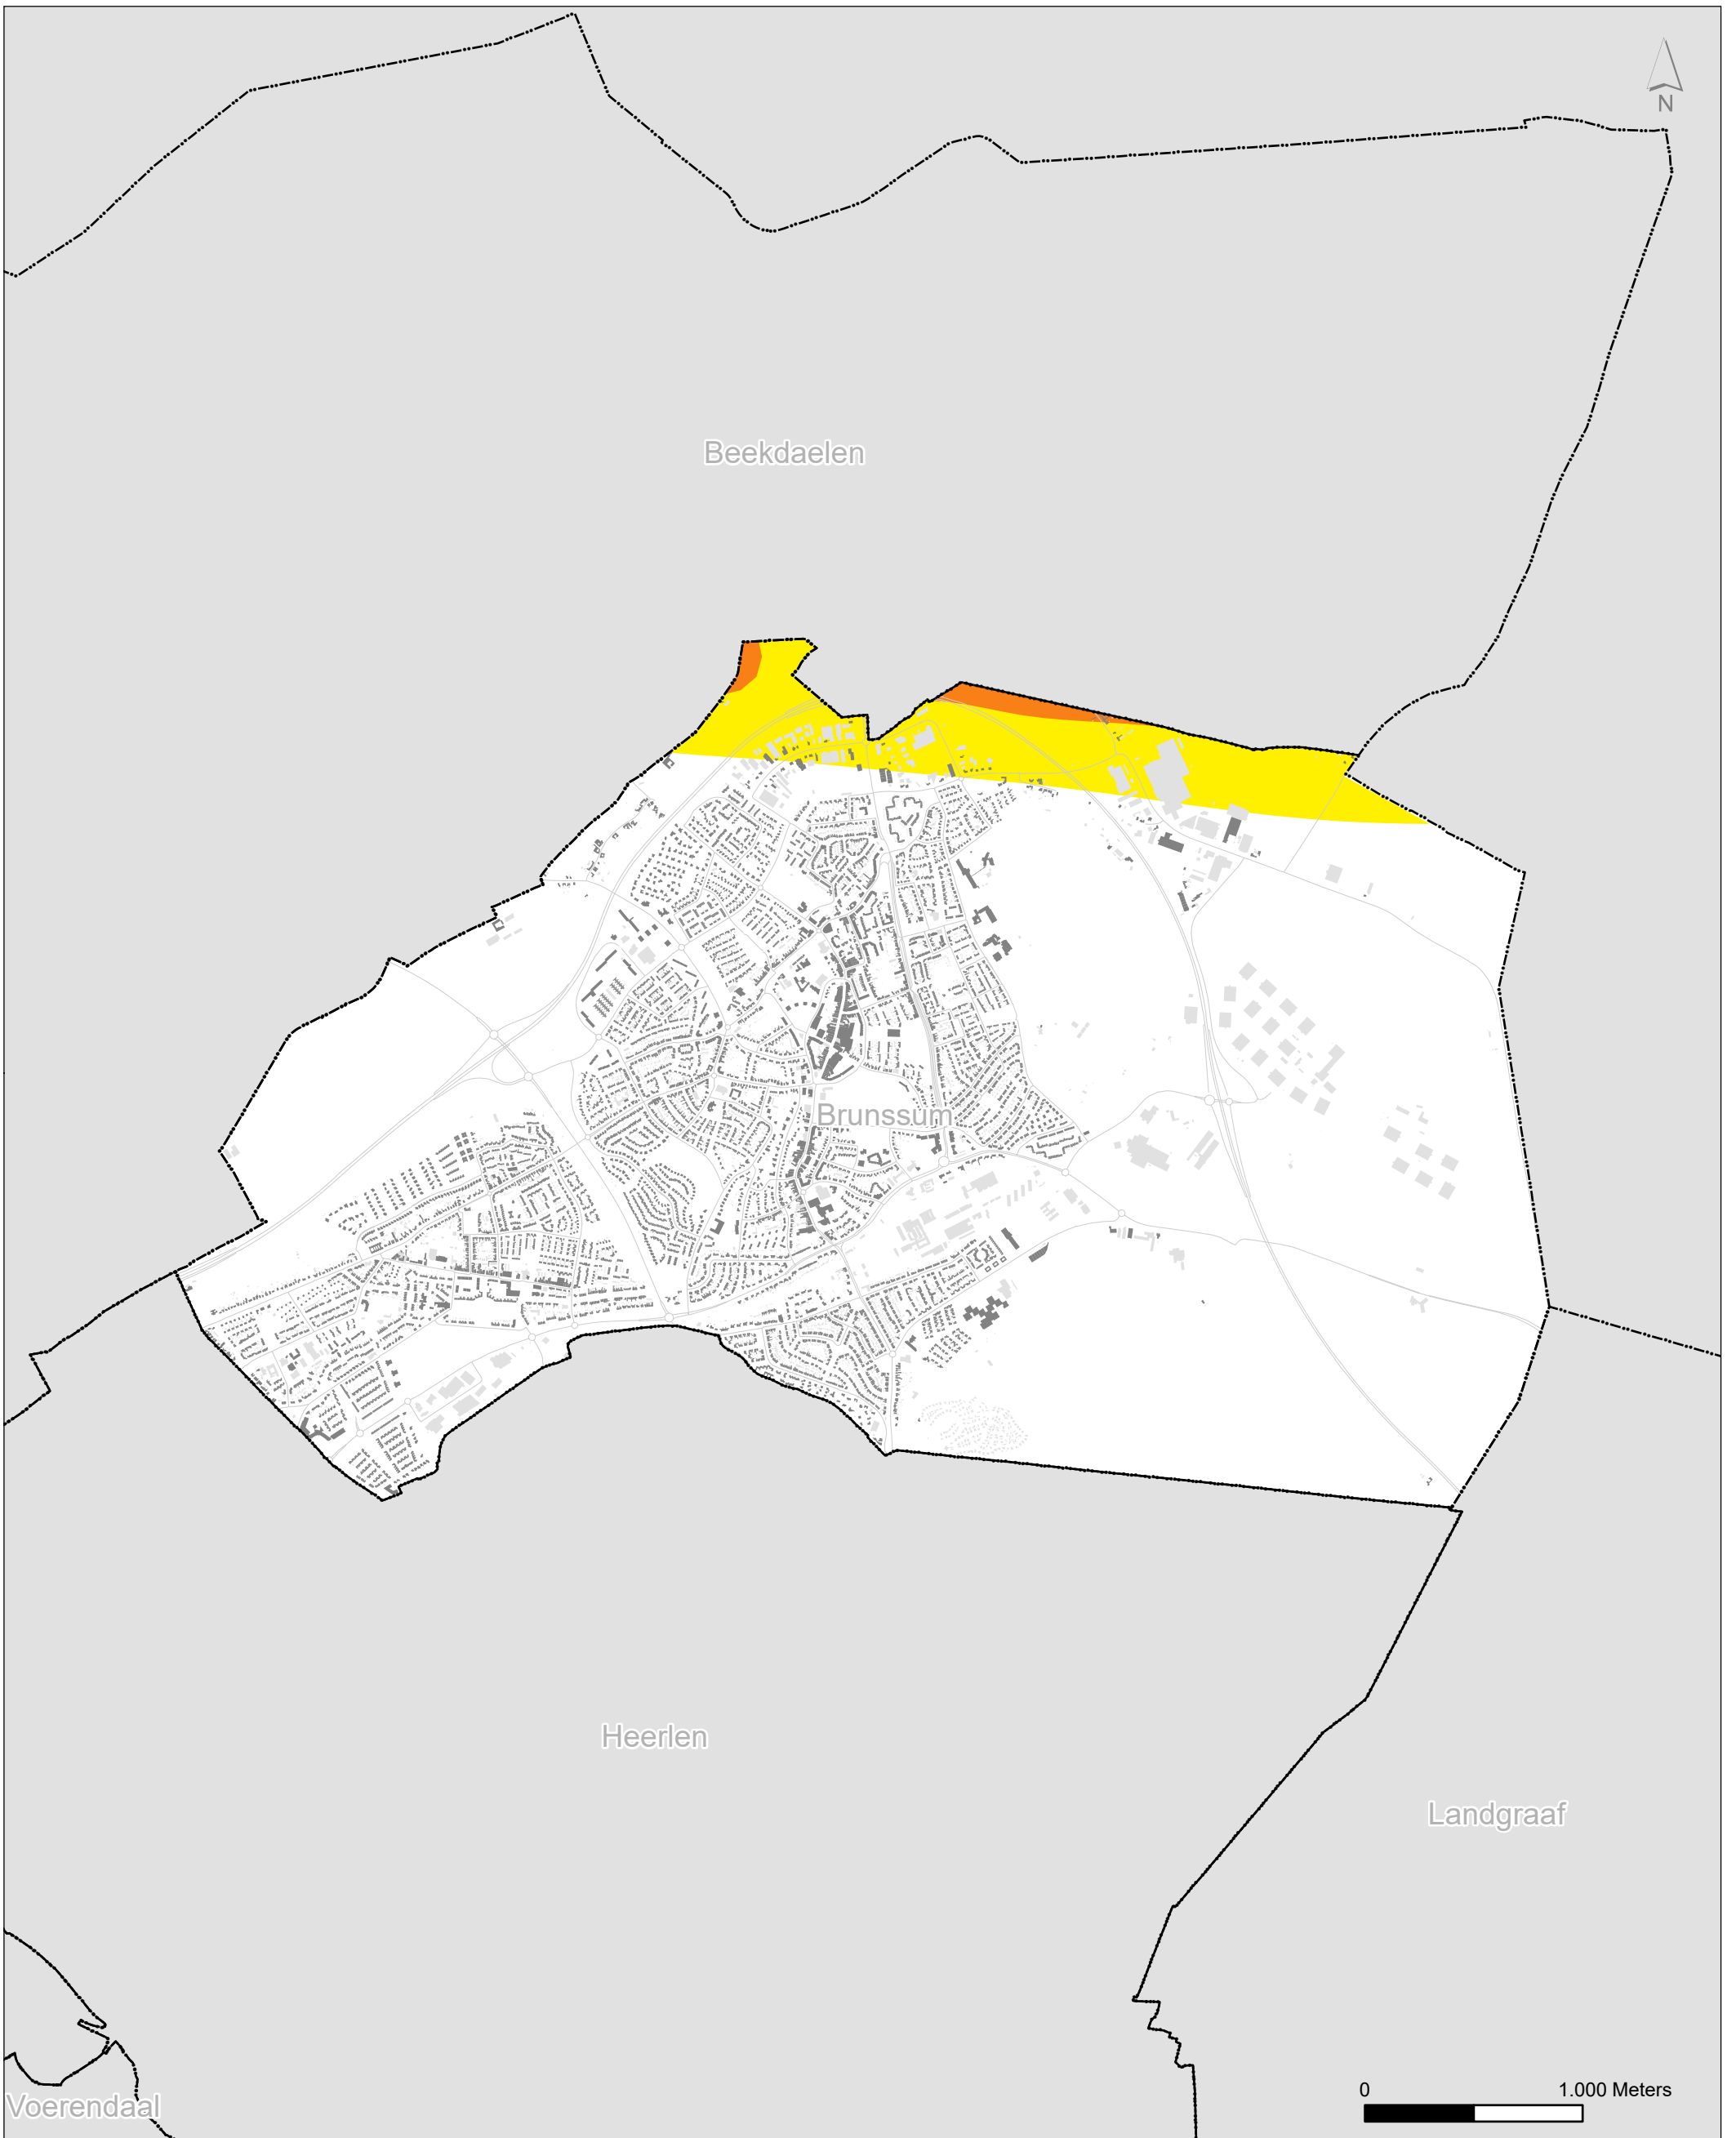 N
Beekdaelen
Brunssum
Heerlen
Landgraaf
Voerendaal
0 1.000 Meters